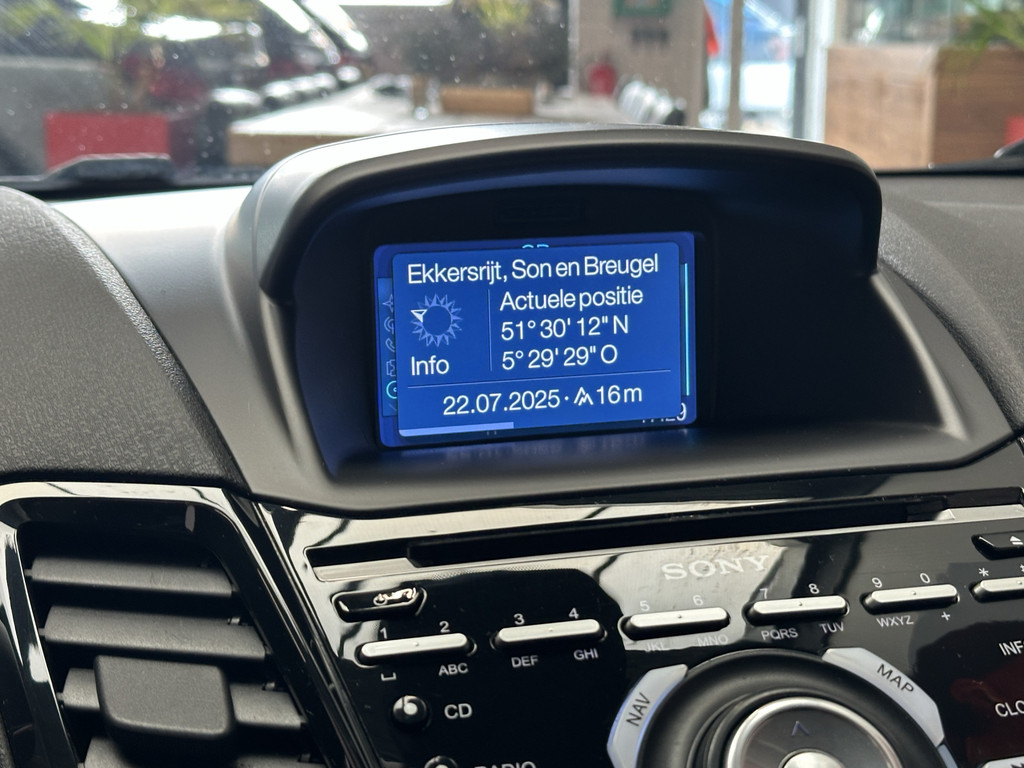 CD
Ekkersrijt, Son en Breugel
Actuele positie
51° 30' 12" N
5° 29' 29" O
Info
22.07.2025 · 16 m
SONY
1 2 3 4 5 6 7 8 9 0 *
ABC DEF GHI JKL MNO PQRS TUV WXYZ +
NAV MAP
CD
RADIO